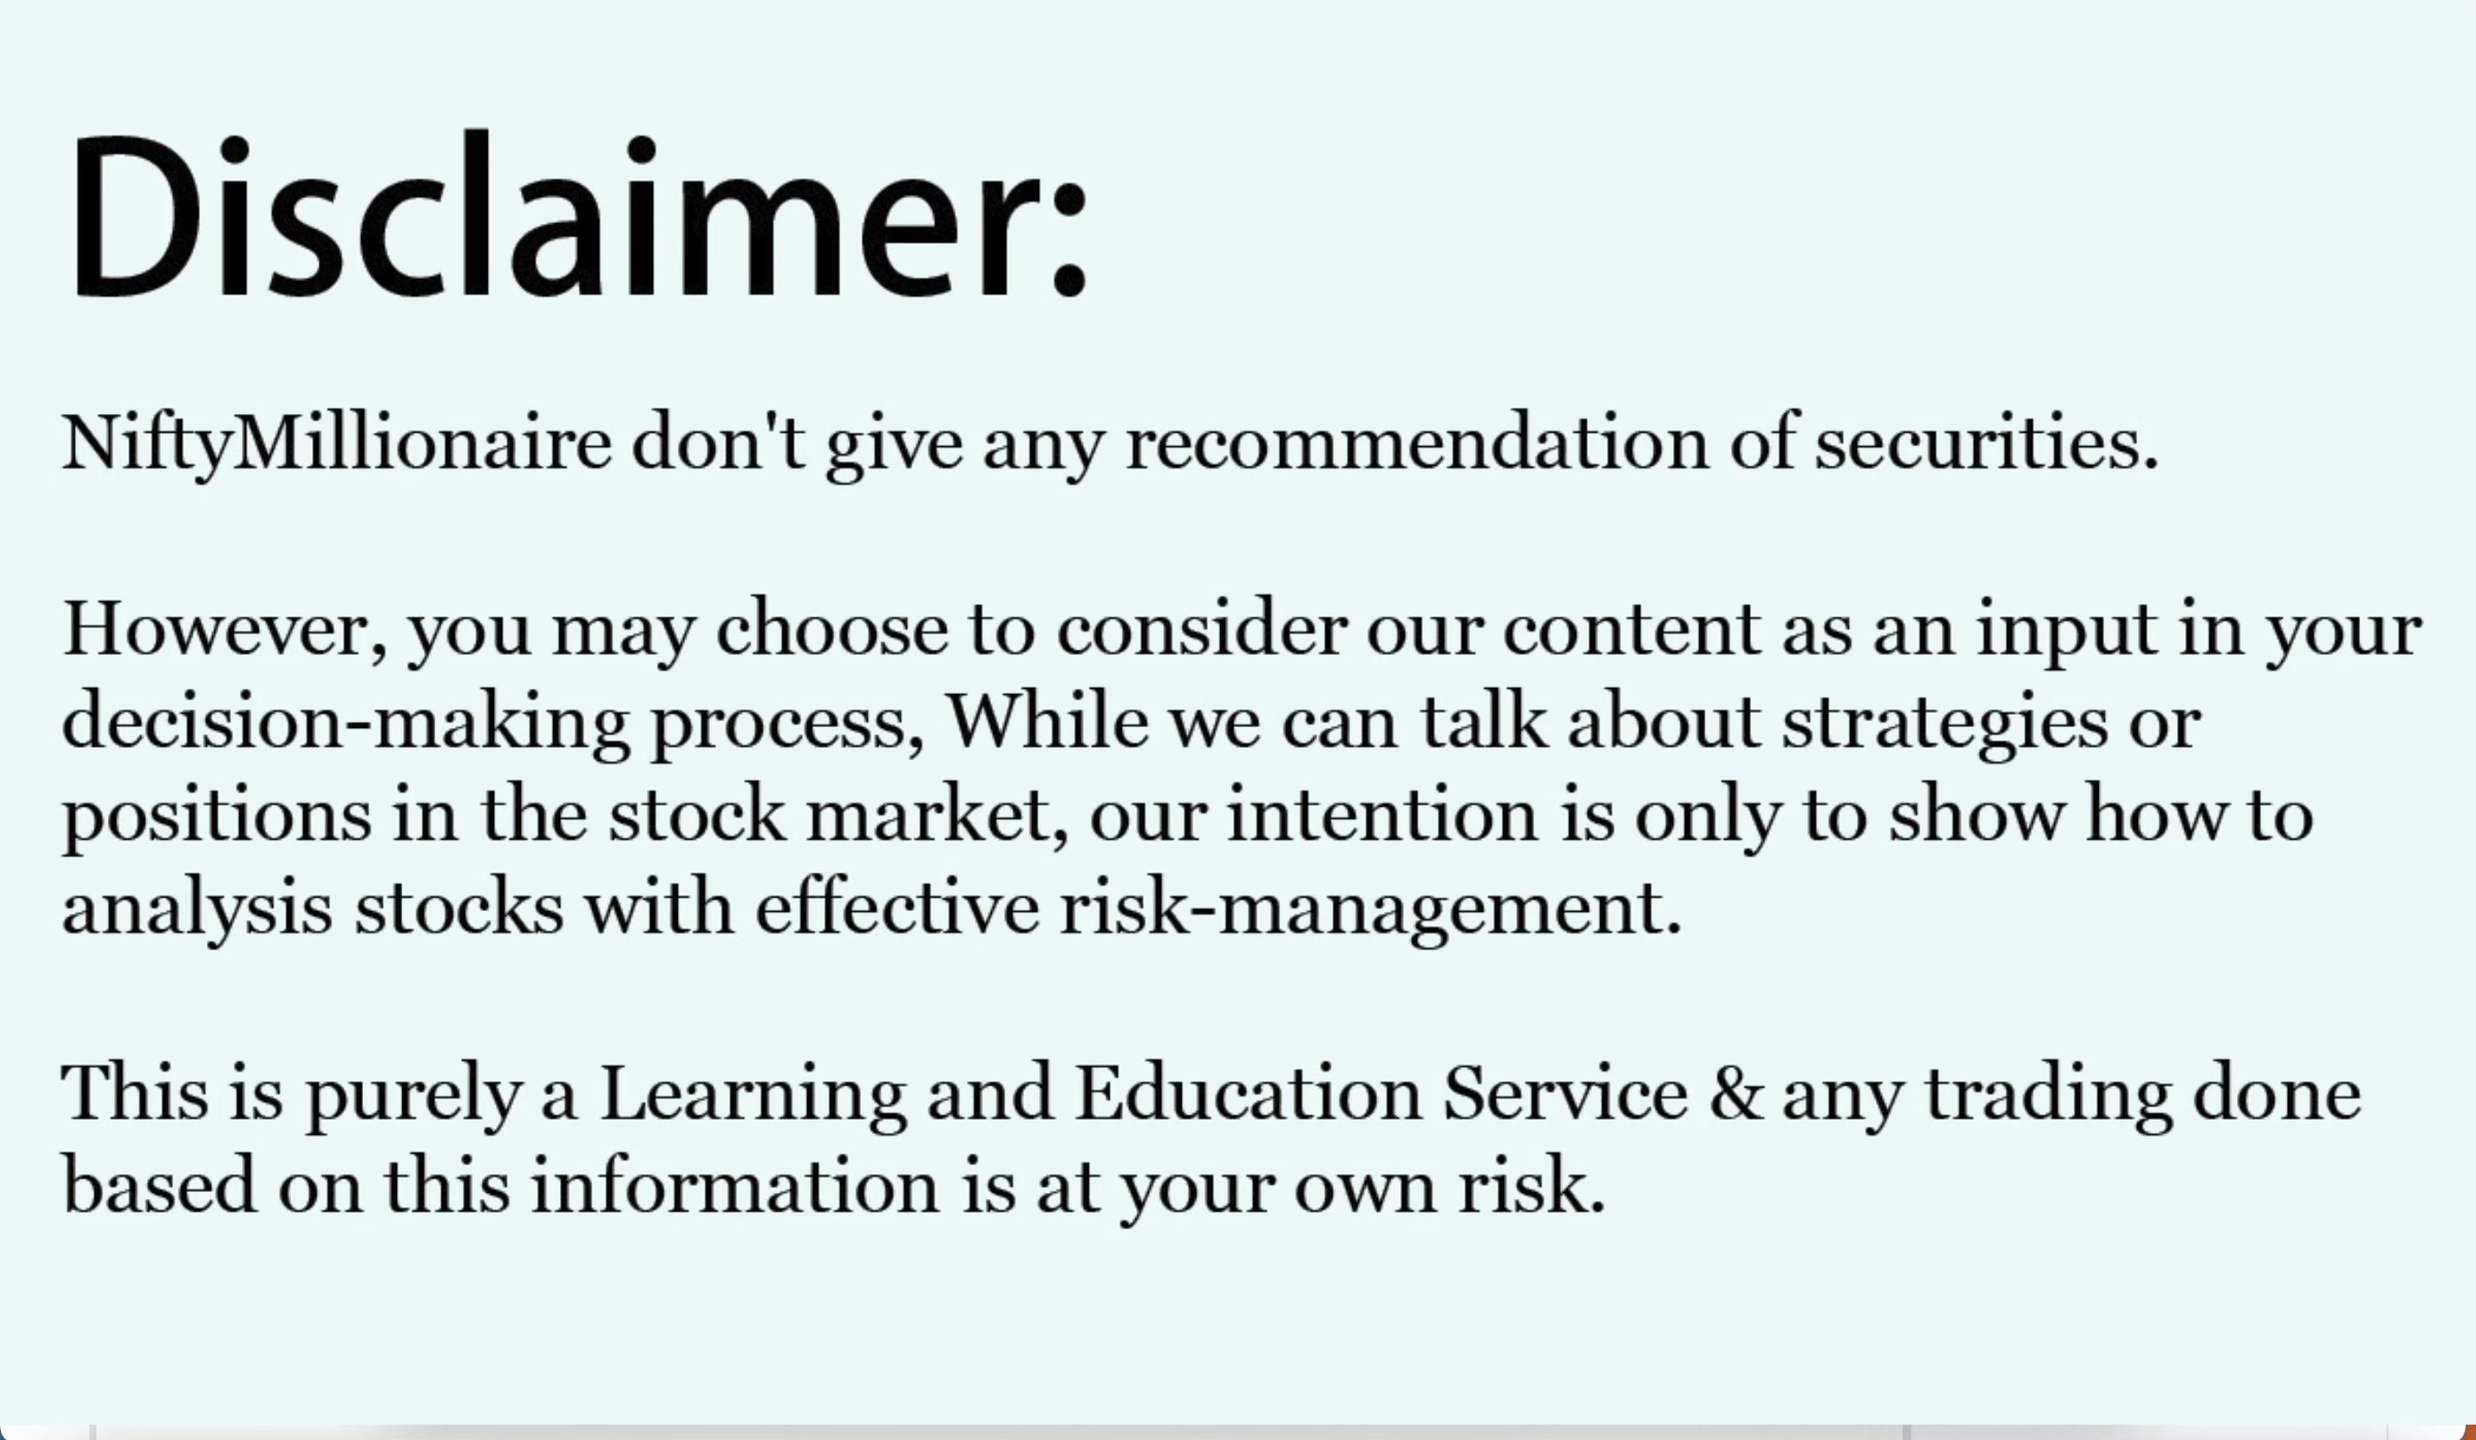 Disclaimer:
NiftyMillionaire don't give any recommendation of securities.
However, you may choose to consider our content as an input in your
decision-making process, While we can talk about strategies or
positions in the stock market, our intention is only to show how to
analysis stocks with effective risk-management.
This is purely a Learning and Education Service & any trading done
based on this information is at your own risk.